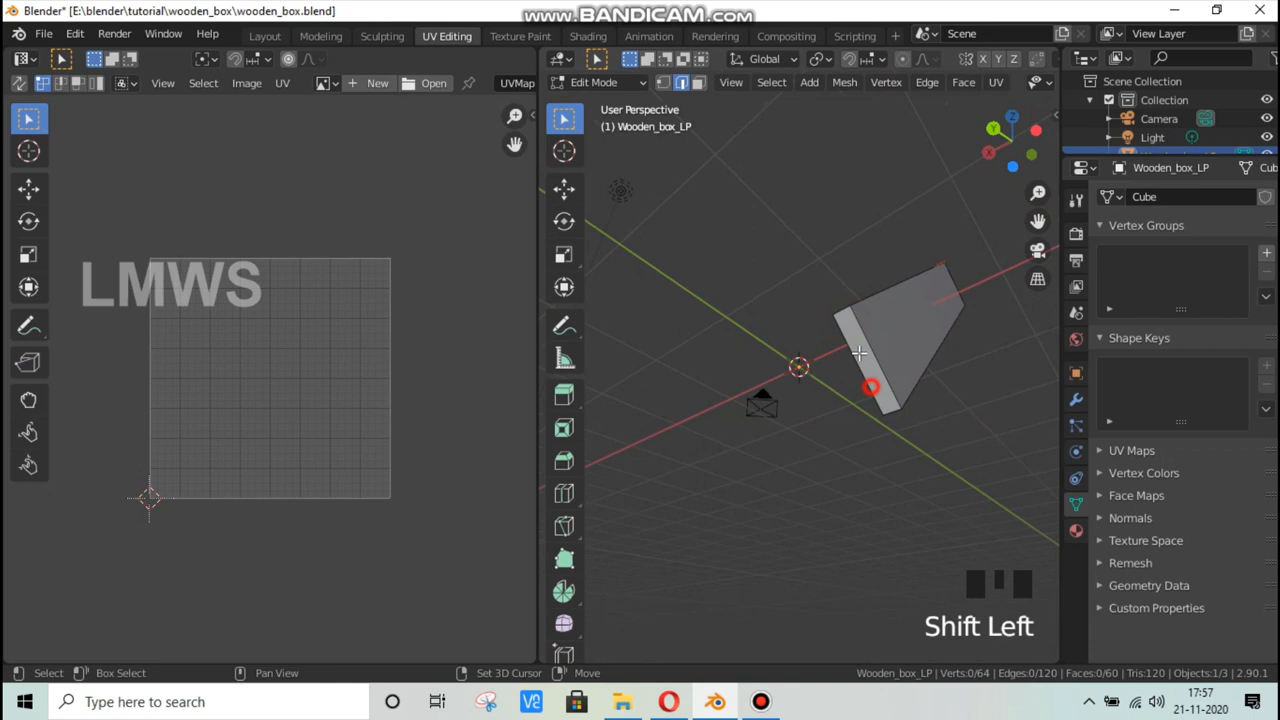 Blender* [E:\blender\tutorial\wooden_box\wooden_box.blend]
www.BANDICAM.com
File Edit Render Window Help
Layout Modeling Sculpting UV Editing Texture Paint Shading Animation Rendering Compositing Scripting +
Scene
View Layer
Global
X Y Z
View Select Image UV
New
Open
UVMap
Edit Mode
View Select Add Mesh Vertex Edge Face UV
Scene Collection
Collection
Camera
Light
User Perspective
(1) Wooden_box_LP
Z
Y
X
Wooden_box_LP
Cub
Cube
Vertex Groups
Shape Keys
UV Maps
Vertex Colors
Face Maps
Normals
Texture Space
Remesh
Geometry Data
Custom Properties
LMWS
Shift Left
Select
Box Select
Pan View
Set 3D Cursor
Move
Wooden_box_LP | Verts:0/64 | Edges:0/120 | Faces:0/60 | Tris:120 | Objects:1/3 | 2.90.1
Type here to search
17:57
21-11-2020